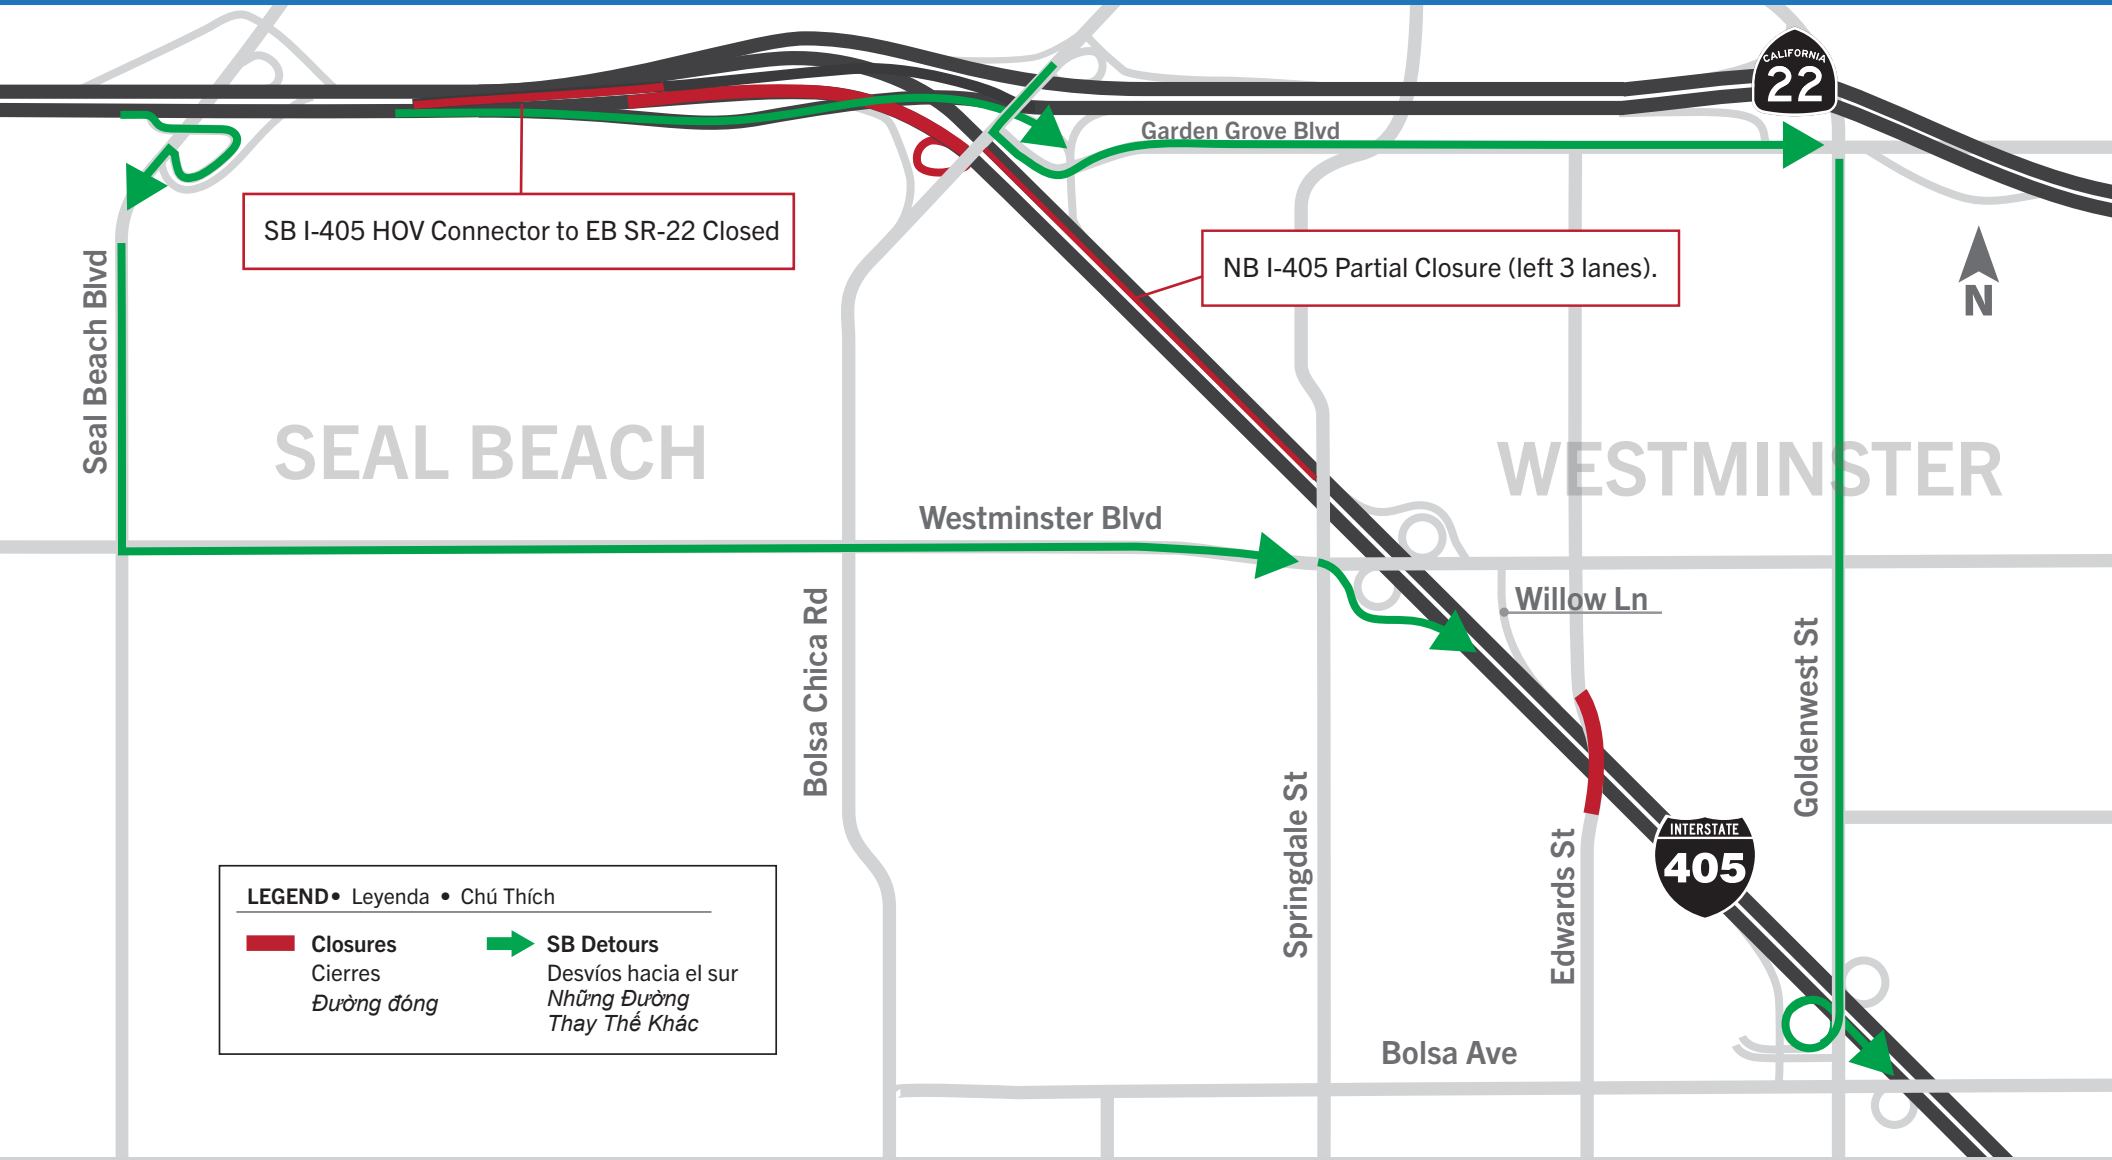 CALIFORNIA
22
Garden Grove Blvd
SB I-405 HOV Connector to EB SR-22 Closed
NB I-405 Partial Closure (left 3 lanes).
N
Seal Beach Blvd
SEAL BEACH
WESTMINSTER
Westminster Blvd
Willow Ln
Bolsa Chica Rd
Goldenwest St
Springdale St
Edwards St
INTERSTATE
405
Bolsa Ave
LEGEND • Leyenda • Chú Thích
Closures
Cierres
Đường đóng
SB Detours
Desvíos hacia el sur
Những Đường
Thay Thế Khác